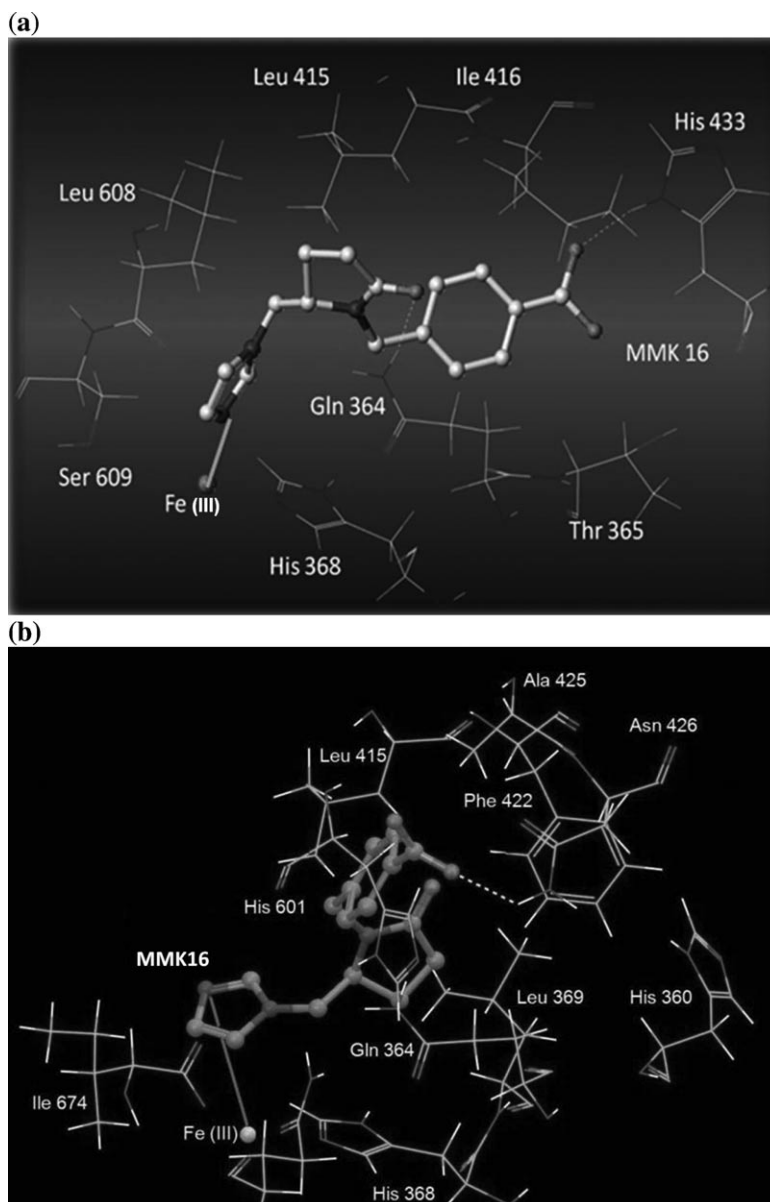 (a)
Leu 415
Ile 416
His 433
Leu 608
MMK 16
Gln 364
Ser 609
Fe (III)
Thr 365
His 368
(b)
Ala 425
Asn 426
Leu 415
Phe 422
His 601
MMK16
Leu 369
His 360
Gln 364
Ile 674
Fe (III)
His 368